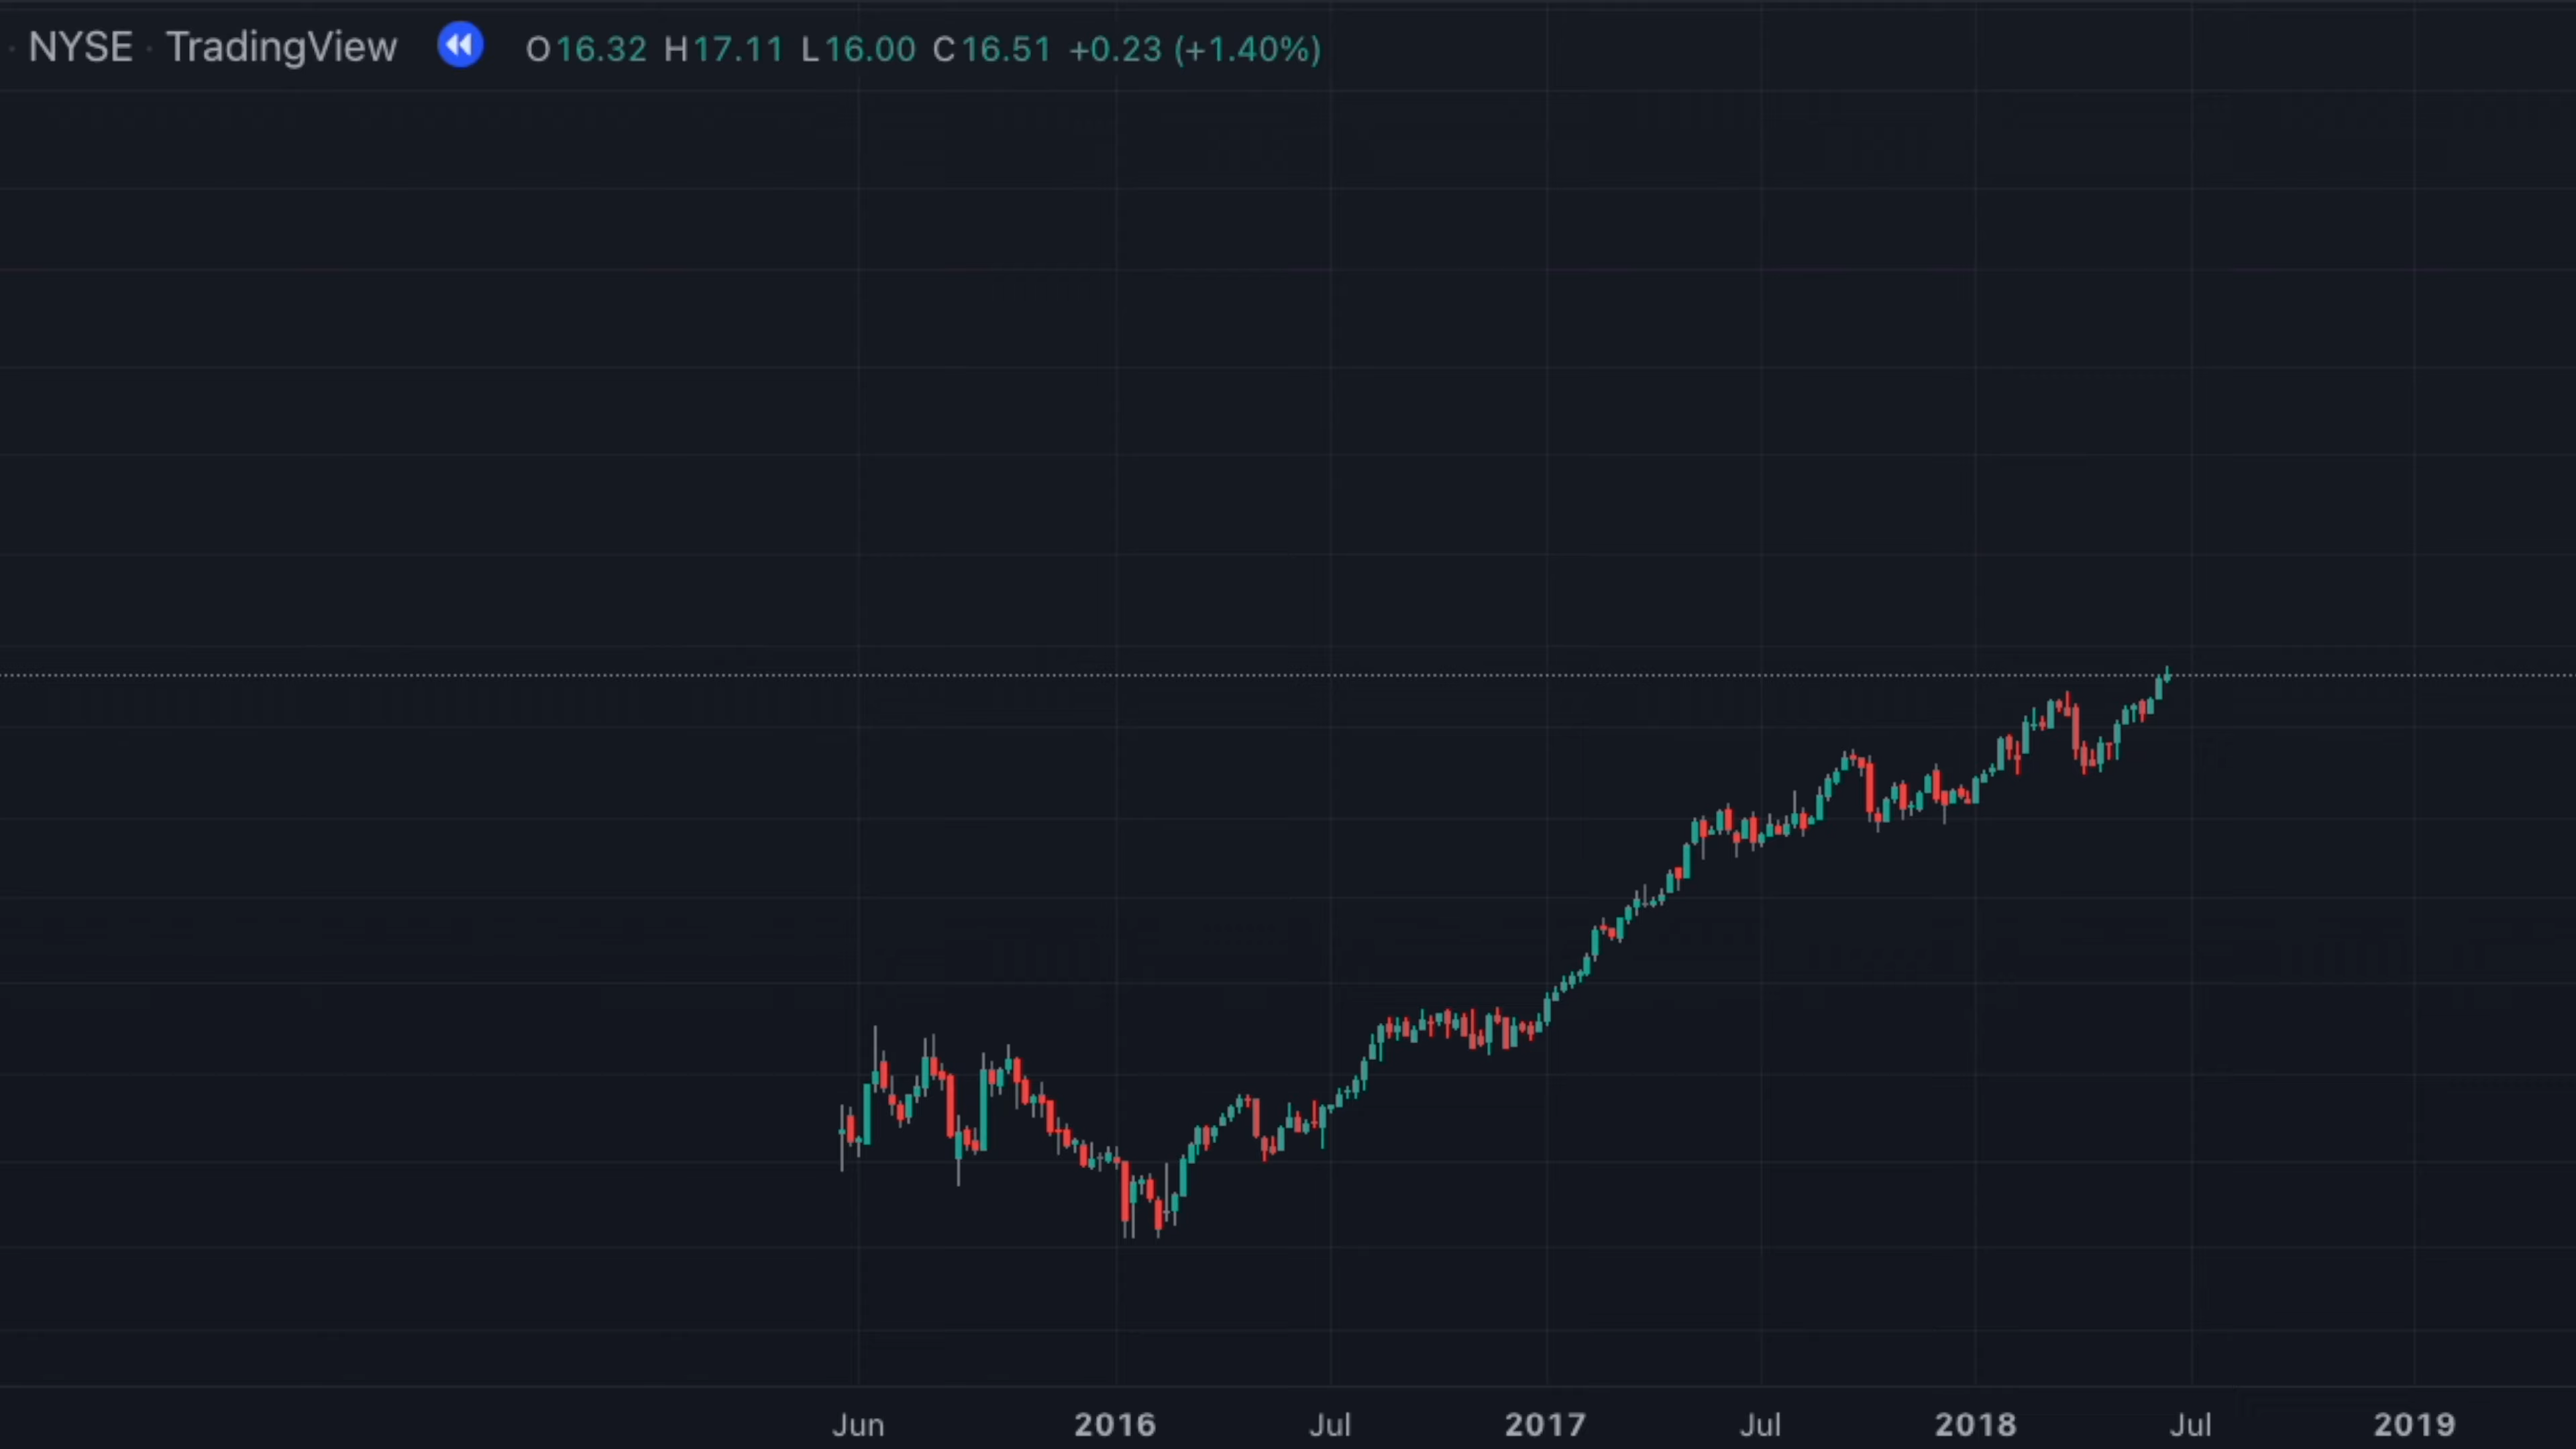 · NYSE · TradingView O16.32 H17.11 L16.00 C16.51 +0.23 (+1.40%)
Jun 2016 Jul 2017 Jul 2018 Jul 2019